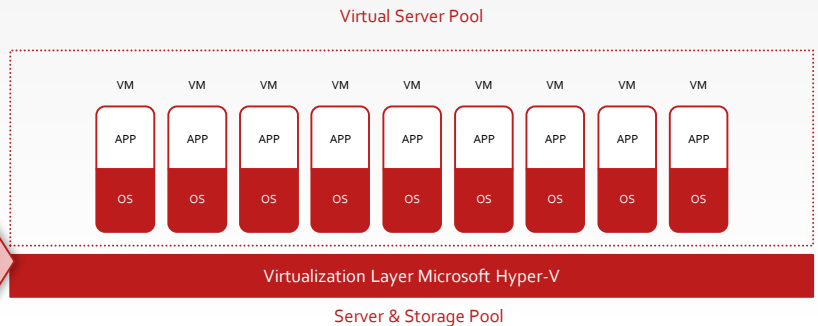 Virtual Server Pool
VM VM VM VM VM VM VM VM VM
APP APP APP APP APP APP APP APP APP
OS OS OS OS OS OS OS OS OS
Virtualization Layer Microsoft Hyper-V
Server & Storage Pool